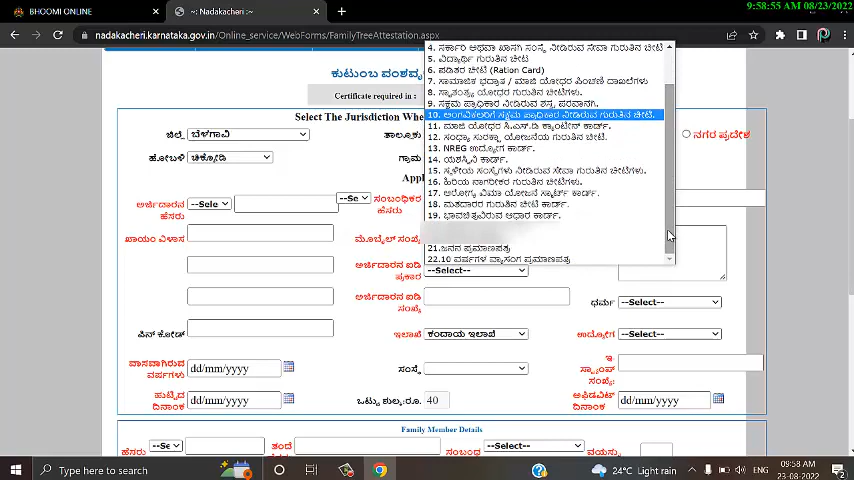 9:58:55 AM 08/23/2022
BHOOMI ONLINE
~: Nadakacheri :~
nadakacheri.karnataka.gov.in/Online_service/WebForms/FamilyTreeAttestation.aspx
4. ಸರ್ಕಾರಿ ಅಥವಾ ಖಾಸಗಿ ಸಂಸ್ಥೆ ನೀಡಿರುವ ಸೇವಾ ಗುರುತಿನ ಚೀಟಿ
5. ವಿದ್ಯಾರ್ಥಿ ಗುರುತಿನ ಚೀಟಿ
6. ಪಡಿತರ ಚೀಟಿ (Ration Card)
7. ಸಾಮಾಜಿಕ ಭದ್ರತಾ / ಮಾಜಿ ಯೋಧರ ಪಿಂಚಣಿ ದಾಖಲೆಗಳು
8. ಸ್ವಾತಂತ್ರ್ಯ ಯೋಧರ ಗುರುತಿನ ಚೀಟಿಗಳು.
9. ಸಕ್ಷಮ ಪ್ರಾಧಿಕಾರ ನೀಡಿರುವ ಶಸ್ತ್ರ ಪರವಾನಗಿ.
10. ಅಂಗವಿಕಲರಿಗೆ ಸಕ್ಷಮ ಪ್ರಾಧಿಕಾರ ನೀಡಿರುವ ಗುರುತಿನ ಚೀಟಿ.
11. ಮಾಜಿ ಯೋಧರ ಸಿ.ಎಸ್.ಡಿ ಕ್ಯಾಂಟೀನ್ ಕಾರ್ಡ್.
12. ಸಂಧ್ಯಾ ಸುರಕ್ಷಾ ಯೋಜನೆಯ ಗುರುತಿನ ಚೀಟಿ.
13. NREG ಉದ್ಯೋಗ ಕಾರ್ಡ್.
14. ಯಶಸ್ವಿನಿ ಕಾರ್ಡ್.
15. ಸ್ಥಳೀಯ ಸಂಸ್ಥೆಗಳು ನೀಡಿರುವ ಸೇವಾ ಗುರುತಿನ ಚೀಟಿಗಳು.
16. ಹಿರಿಯ ನಾಗರೀಕರ ಗುರುತಿನ ಚೀಟಿಗಳು.
17. ಆರೋಗ್ಯ ವಿಮಾ ಯೋಜನೆ ಸ್ಮಾರ್ಟ್ ಕಾರ್ಡ್.
18. ಮತದಾರರ ಗುರುತಿನ ಚೀಟಿ ಕಾರ್ಡ್.
19. ಭಾವಚಿತ್ರವಿರುವ ಆಧಾರ ಕಾರ್ಡ್.
21.ಜನನ ಪ್ರಮಾಣಪತ್ರ
22.10 ವರ್ಷಗಳ ವ್ಯಾಸಂಗ ಪ್ರಮಾಣಪತ್ರ
ಕುಟುಂಬ ವಂಶವೃ
Certificate required in :
Select The Jurisdiction Whe
ಜಿಲ್ಲೆ ಬೆಳಗಾವಿ ತಾಲ್ಲೂಕು ನಗರ ಪ್ರದೇಶ
ಹೋಬಳಿ ಚಿಕ್ಕೋಡಿ ಗ್ರಾಮ
Appl
ಅರ್ಜಿದಾರನ ಹೆಸರು --Sele --Se ಸಂಬಂಧಿಕರ ಹೆಸರು
ಖಾಯಂ ವಿಳಾಸ ಮೊಬೈಲ್ ಸಂಖ್ಯೆ
ಅರ್ಜಿದಾರನ ಐಡಿ ಪ್ರಕಾರ --Select--
ಅರ್ಜಿದಾರನ ಐಡಿ ಸಂಖ್ಯೆ ಧರ್ಮ --Select--
ಪಿನ್ ಕೋಡ್ ಇಲಾಖೆ ಕಂದಾಯ ಇಲಾಖೆ ಉದ್ಯೋಗ --Select--
ವಾಸವಾಗಿರುವ ವರ್ಷಗಳು dd/mm/yyyy ಸಂಸ್ಥೆ ಇ-ಸ್ಟ್ಯಾಂಪ್ ಸಂಖ್ಯೆ:
ಹುಟ್ಟಿದ ದಿನಾಂಕ dd/mm/yyyy ಒಟ್ಟು ಶುಲ್ಕ:ರೂ. 40 ಅಫಿಡವಿಟ್ ದಿನಾಂಕ dd/mm/yyyy
Family Member Details
ಹೆಸರು --Se ತಂದೆ ಸಂಬಂಧ --Select-- ವಯಸ್ಸು
Type here to search
24°C Light rain
ENG
09:58 AM
23-08-2022